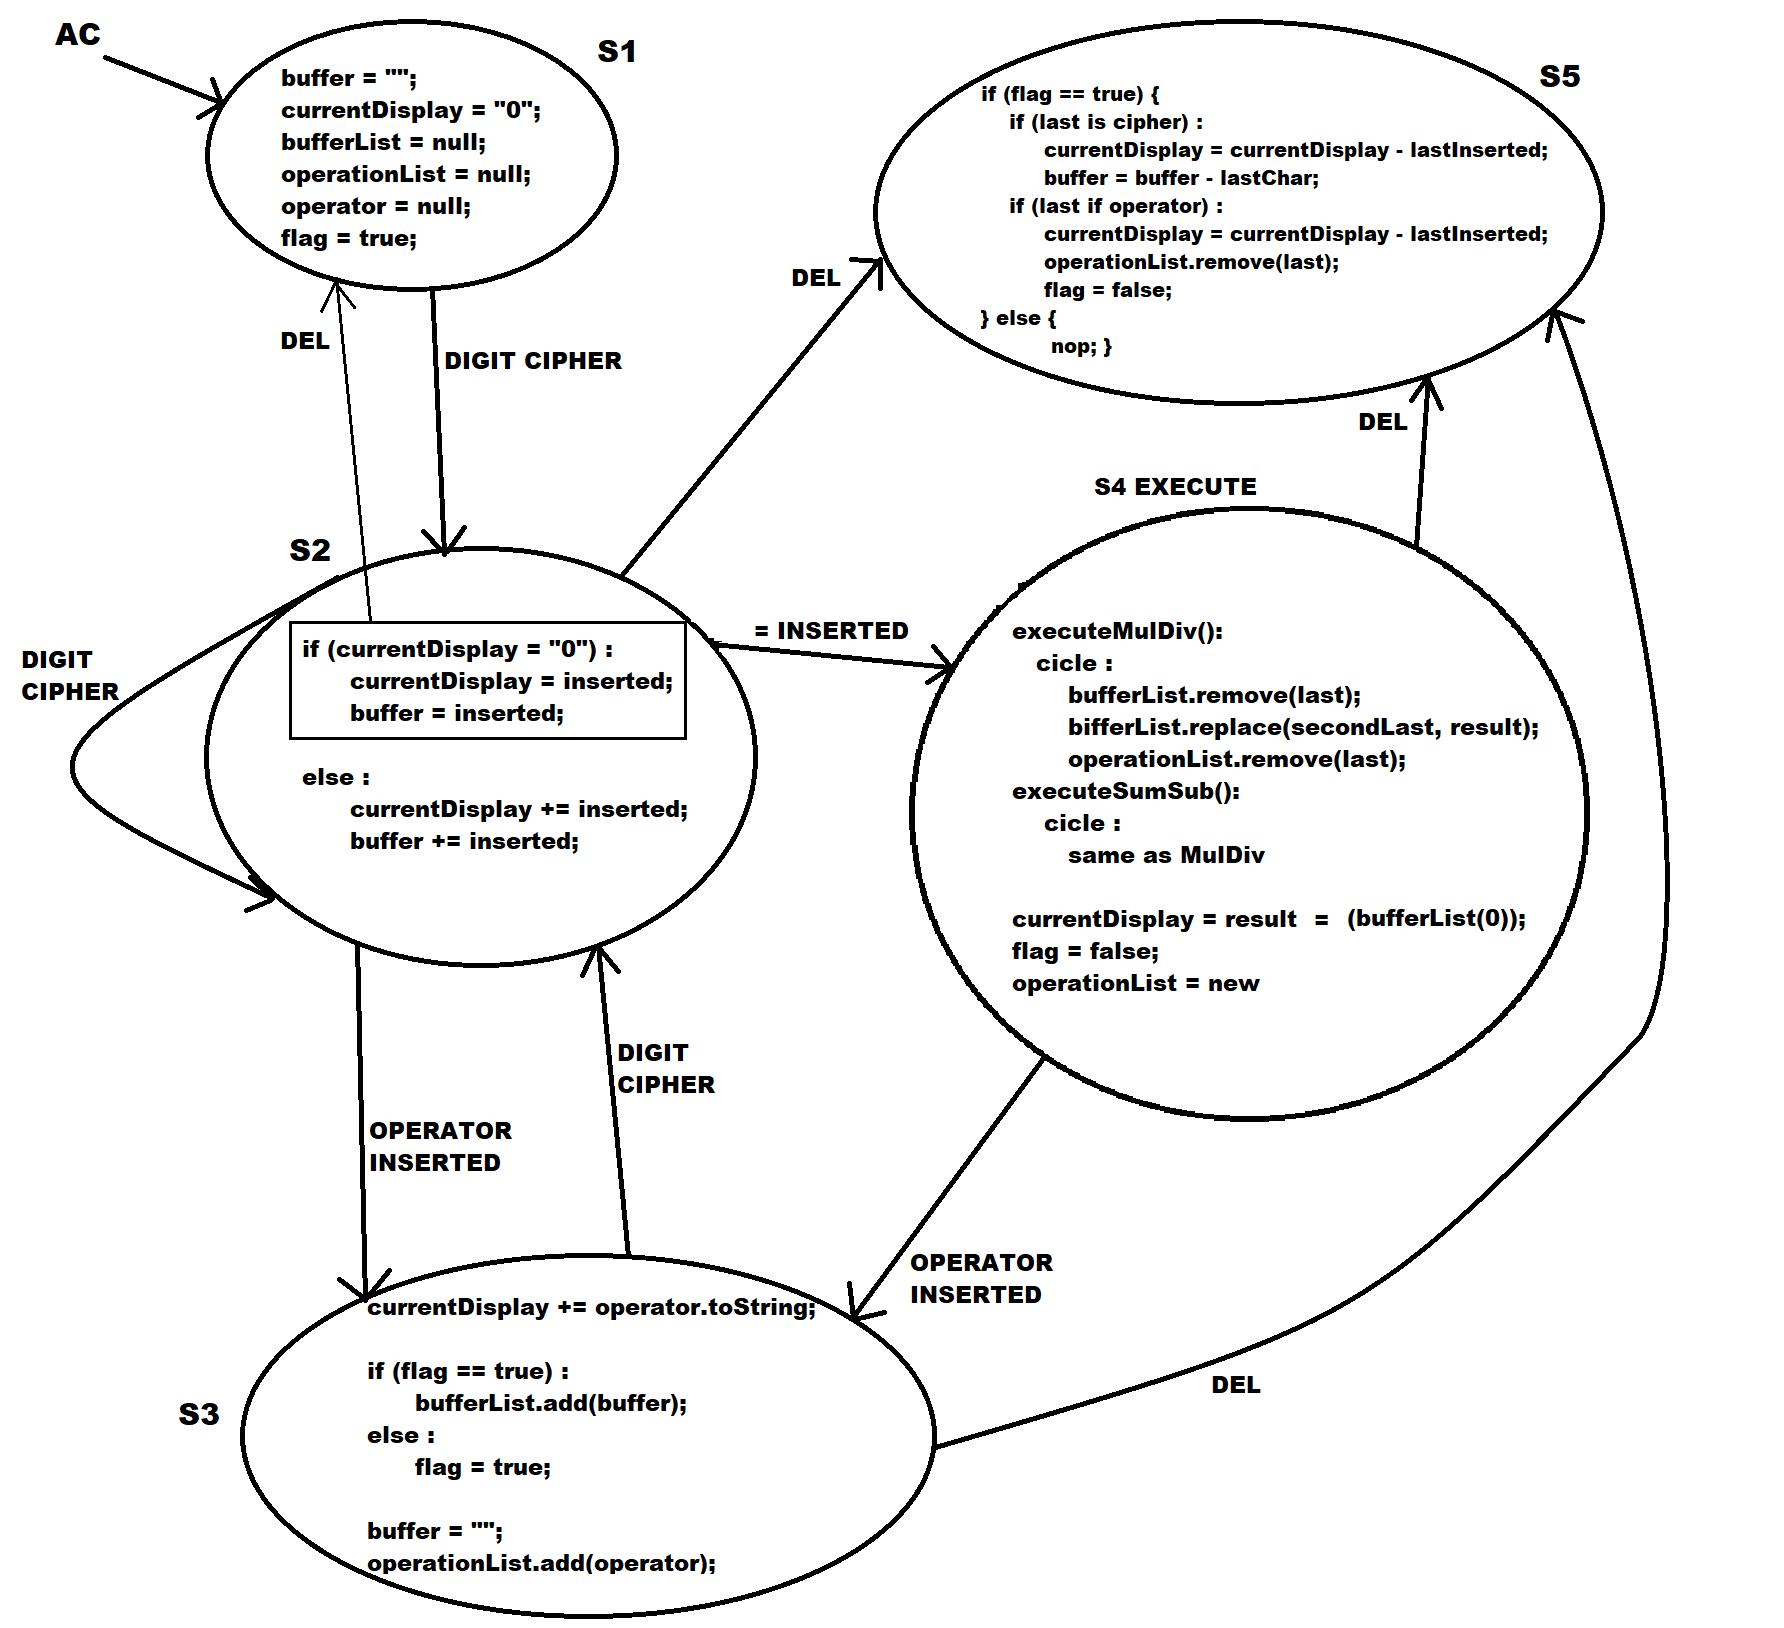 AC
S1
buffer = "";
currentDisplay = "0";
bufferList = null;
operationList = null;
operator = null;
flag = true;
S5
if (flag == true) {
if (last is cipher) :
currentDisplay = currentDisplay - lastInserted;
buffer = buffer - lastChar;
if (last if operator) :
currentDisplay = currentDisplay - lastInserted;
operationList.remove(last);
flag = false;
} else {
nop; }
DEL
DIGIT CIPHER
DEL
DEL
S2
if (currentDisplay = "0") :
currentDisplay = inserted;
buffer = inserted;
else :
currentDisplay += inserted;
buffer += inserted;
DIGIT
CIPHER
= INSERTED
S4 EXECUTE
executeMulDiv():
cicle :
bufferList.remove(last);
bifferList.replace(secondLast, result);
operationList.remove(last);
executeSumSub():
cicle :
same as MulDiv
currentDisplay = result = (bufferList(0));
flag = false;
operationList = new
OPERATOR
INSERTED
DIGIT
CIPHER
OPERATOR
INSERTED
DEL
S3
currentDisplay += operator.toString;
if (flag == true) :
bufferList.add(buffer);
else :
flag = true;
buffer = "";
operationList.add(operator);